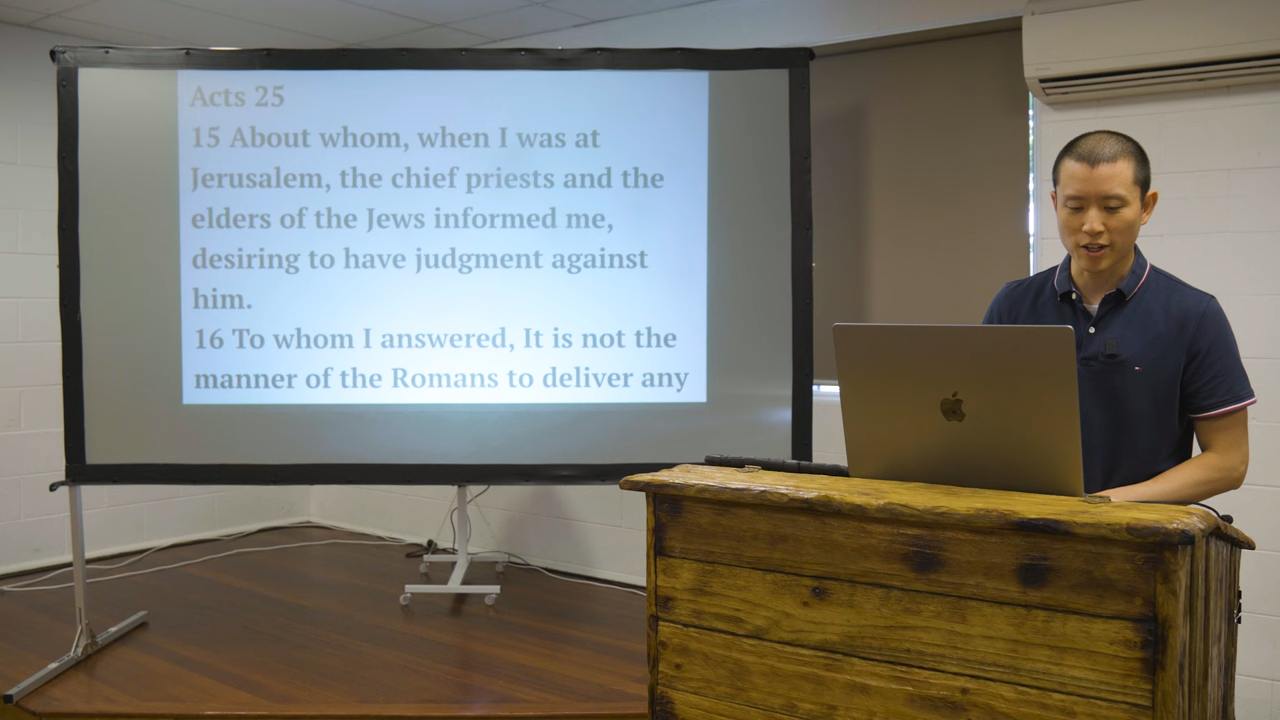 Acts 25
15 About whom, when I was at
Jerusalem, the chief priests and the
elders of the Jews informed me,
desiring to have judgment against
him.
16 To whom I answered, It is not the
manner of the Romans to deliver any